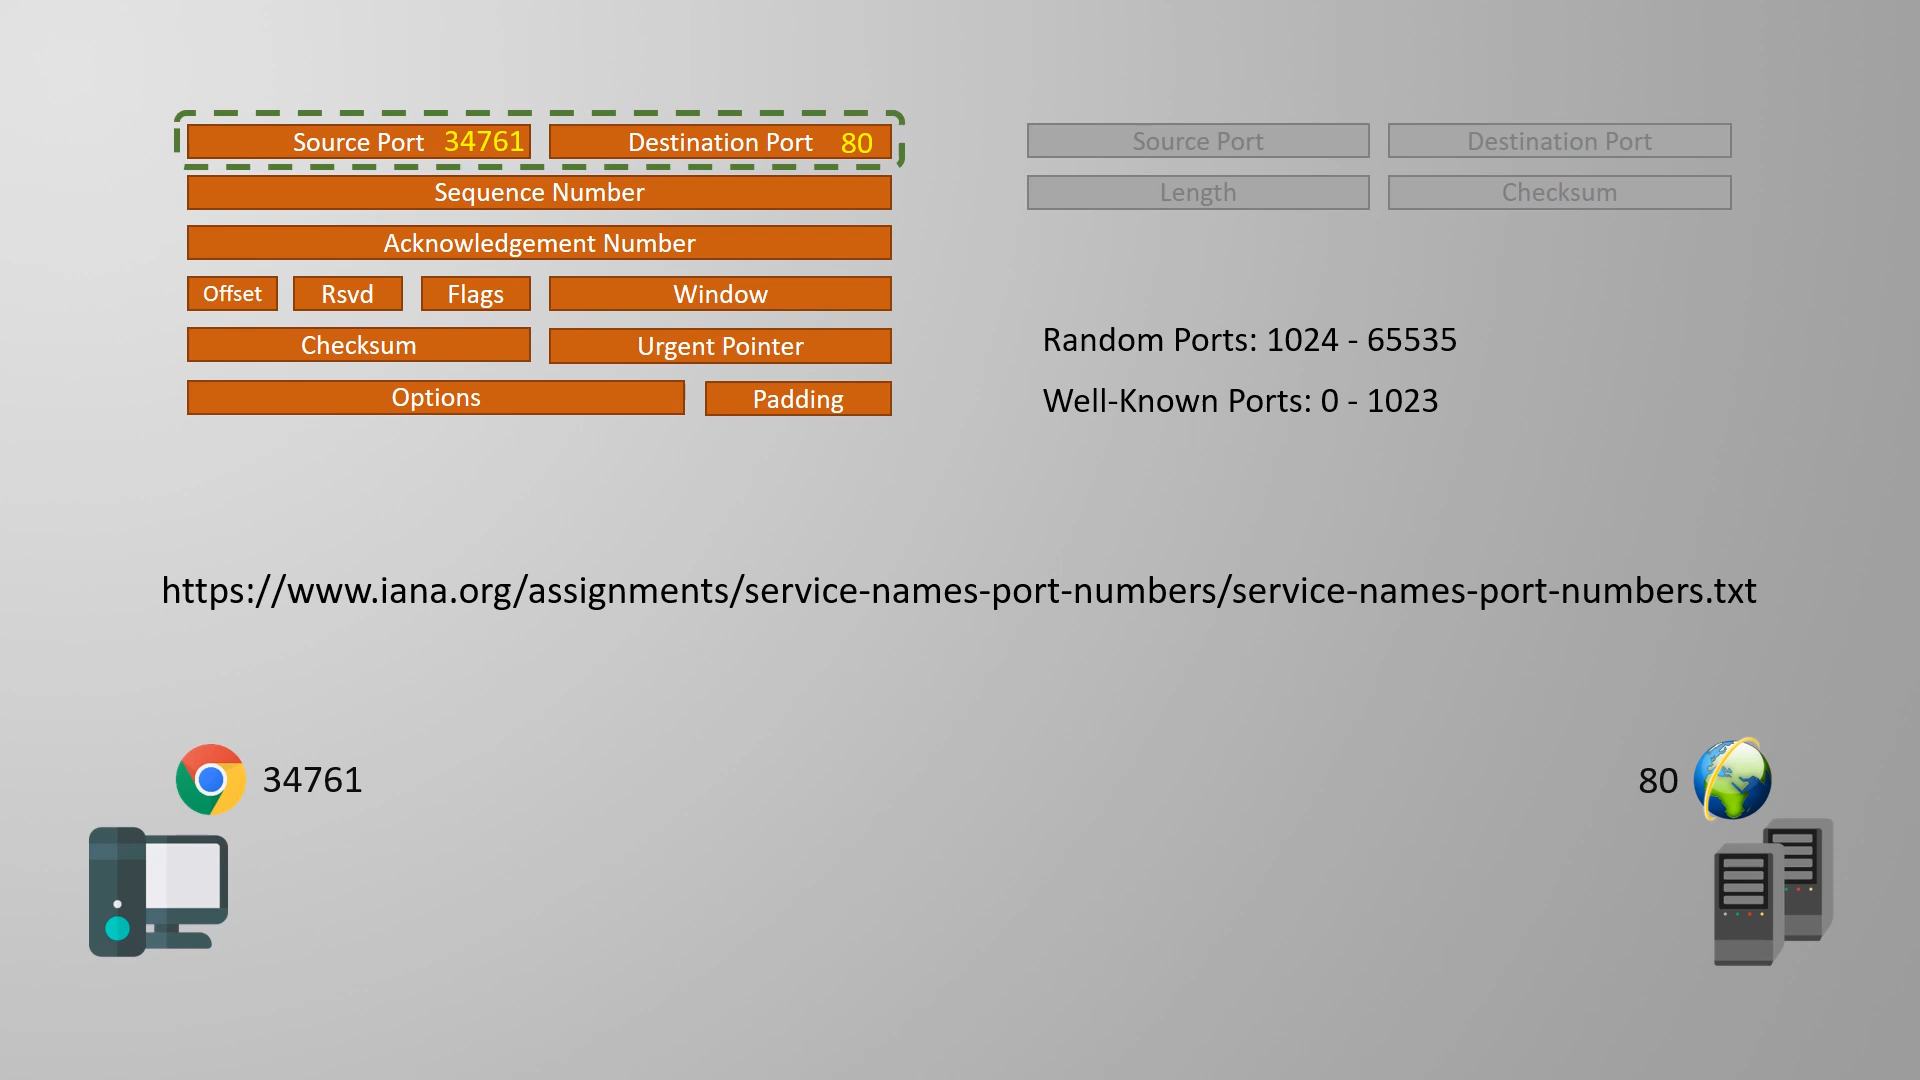 Source Port 34761 Destination Port 80
Sequence Number
Acknowledgement Number
Offset Rsvd Flags Window
Checksum Urgent Pointer
Options Padding
Source Port Destination Port
Length Checksum
Random Ports: 1024 - 65535
Well-Known Ports: 0 - 1023
https://www.iana.org/assignments/service-names-port-numbers/service-names-port-numbers.txt
34761
80